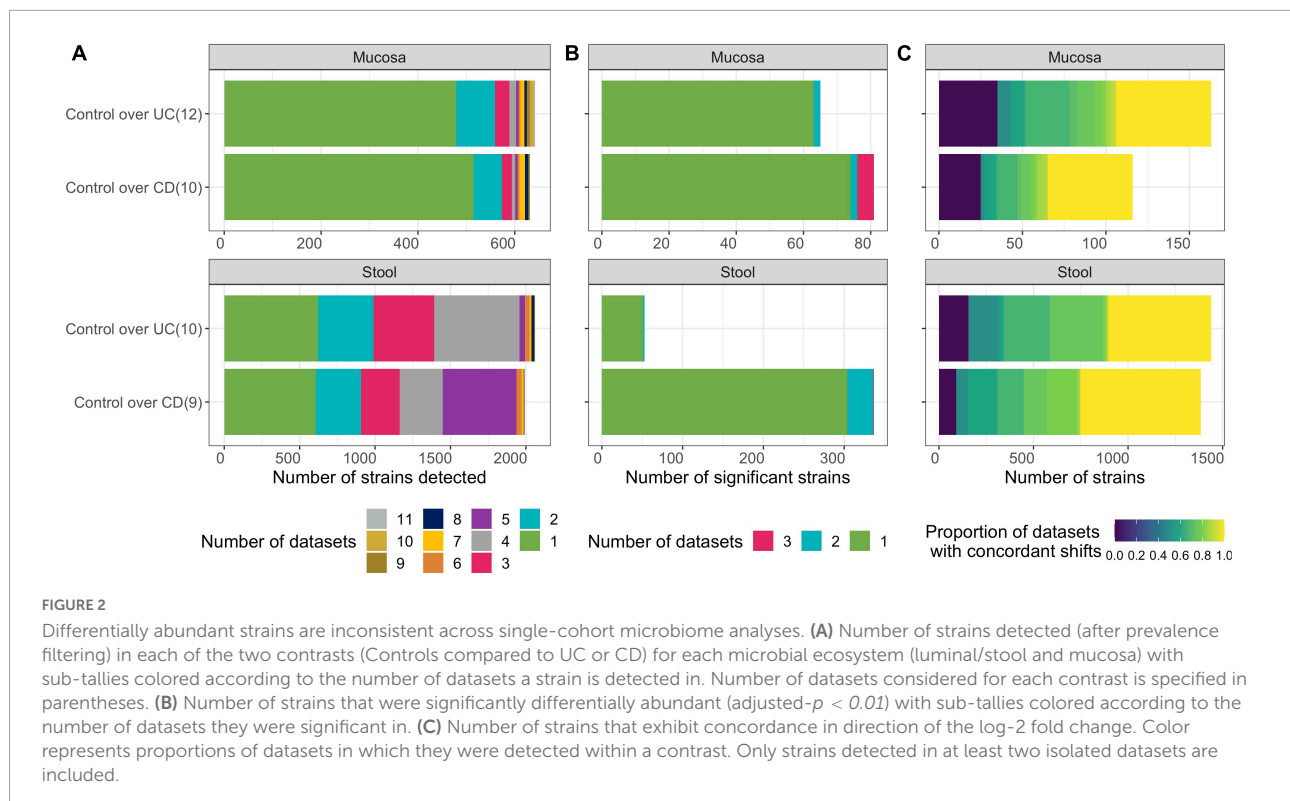 A
B
C
Mucosa
Mucosa
Mucosa
Control over UC(12)
Control over CD(10)
0 200 400 600
0 20 40 60 80
0 50 100 150
Stool
Stool
Stool
Control over UC(10)
Control over CD(9)
0 500 1000 1500 2000
0 100 200 300
0 500 1000 1500
Number of strains detected
Number of significant strains
Number of strains
Number of datasets
11 8 5 2
10 7 4 1
9 6 3
Number of datasets 3 2 1
Proportion of datasets
with concordant shifts
0.0 0.2 0.4 0.6 0.8 1.0
FIGURE 2
Differentially abundant strains are inconsistent across single-cohort microbiome analyses. (A) Number of strains detected (after prevalence
filtering) in each of the two contrasts (Controls compared to UC or CD) for each microbial ecosystem (luminal/stool and mucosa) with
sub-tallies colored according to the number of datasets a strain is detected in. Number of datasets considered for each contrast is specified in
parentheses. (B) Number of strains that were significantly differentially abundant (adjusted-p < 0.01) with sub-tallies colored according to the
number of datasets they were significant in. (C) Number of strains that exhibit concordance in direction of the log-2 fold change. Color
represents proportions of datasets in which they were detected within a contrast. Only strains detected in at least two isolated datasets are
included.